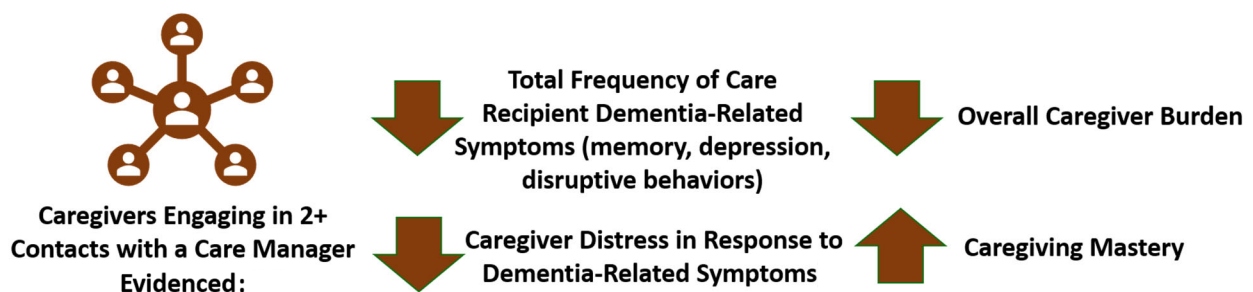 Caregivers Engaging in 2+
Contacts with a Care Manager
Evidenced:
Total Frequency of Care
Recipient Dementia-Related
Symptoms (memory, depression,
disruptive behaviors)
Overall Caregiver Burden
Caregiver Distress in Response to
Dementia-Related Symptoms
Caregiving Mastery